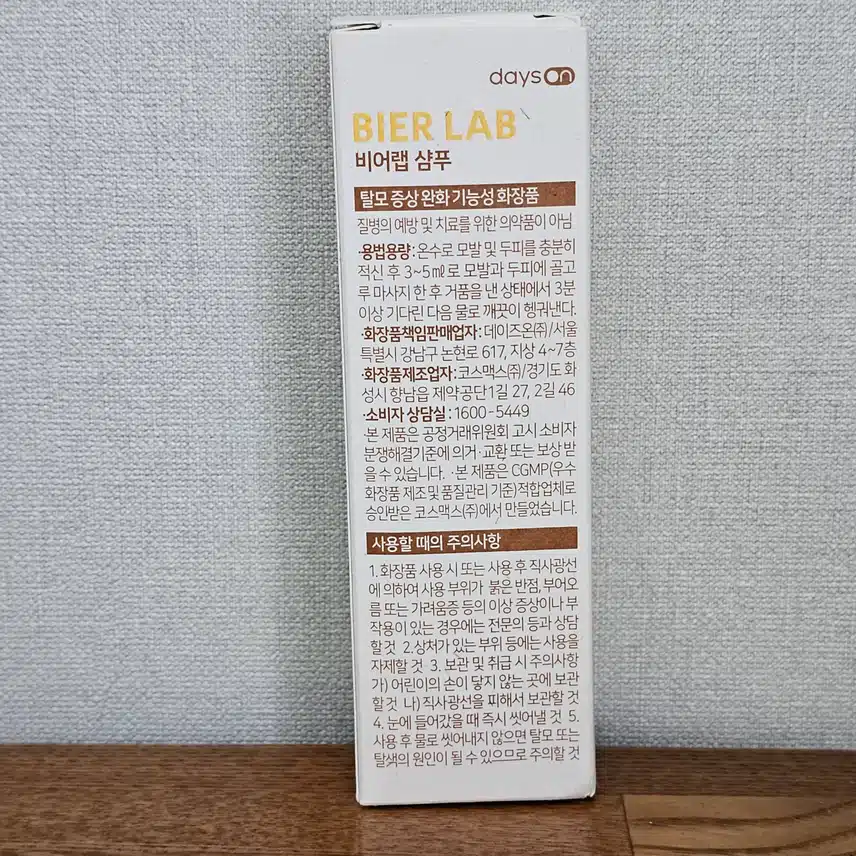 days on
BIER LAB
비어랩 샴푸
탈모 증상 완화 기능성 화장품
질병의 예방 및 치료를 위한 의약품이 아님
·용법용량:온수로 모발 및 두피를 충분히
적신 후 3~5㎖로 모발과 두피에 골고
루 마사지 한 후 거품을 낸 상태에서 3분
이상 기다린 다음 물로 깨끗이 헹궈낸다.
·화장품책임판매업자: 데이즈온㈜/서울
특별시 강남구 논현로 617, 지상 4~7층
·화장품제조업자:코스맥스㈜/경기도 화
성시 향남읍 제약공단1길 27, 2길 46
·소비자 상담실 : 1600-5449
·본 제품은 공정거래위원회 고시 소비자
분쟁해결기준에 의거·교환 또는 보상 받
을 수 있습니다. ·본 제품은 CGMP(우수
화장품 제조 및 품질관리 기준)적합업체로
승인받은 코스맥스(주)에서 만들었습니다.
사용할 때의 주의사항
1.화장품 사용 시 또는 사용 후 직사광선
에 의하여 사용 부위가 붉은 반점,부어오
름 또는 가려움증 등의 이상 증상이나 부
작용이 있는 경우에는 전문의 등과 상담
할 것 2.상처가 있는 부위 등에는 사용을
자제할 것 3. 보관 및 취급 시 주의사항
가) 어린이의 손이 닿지 않는 곳에 보관
할 것 나) 직사광선을 피해서 보관할 것
4. 눈에 들어갔을 때 즉시 씻어낼 것 5.
사용 후 물로 씻어내지 않으면 탈모 또는
탈색의 원인이 될 수 있으므로 주의할 것